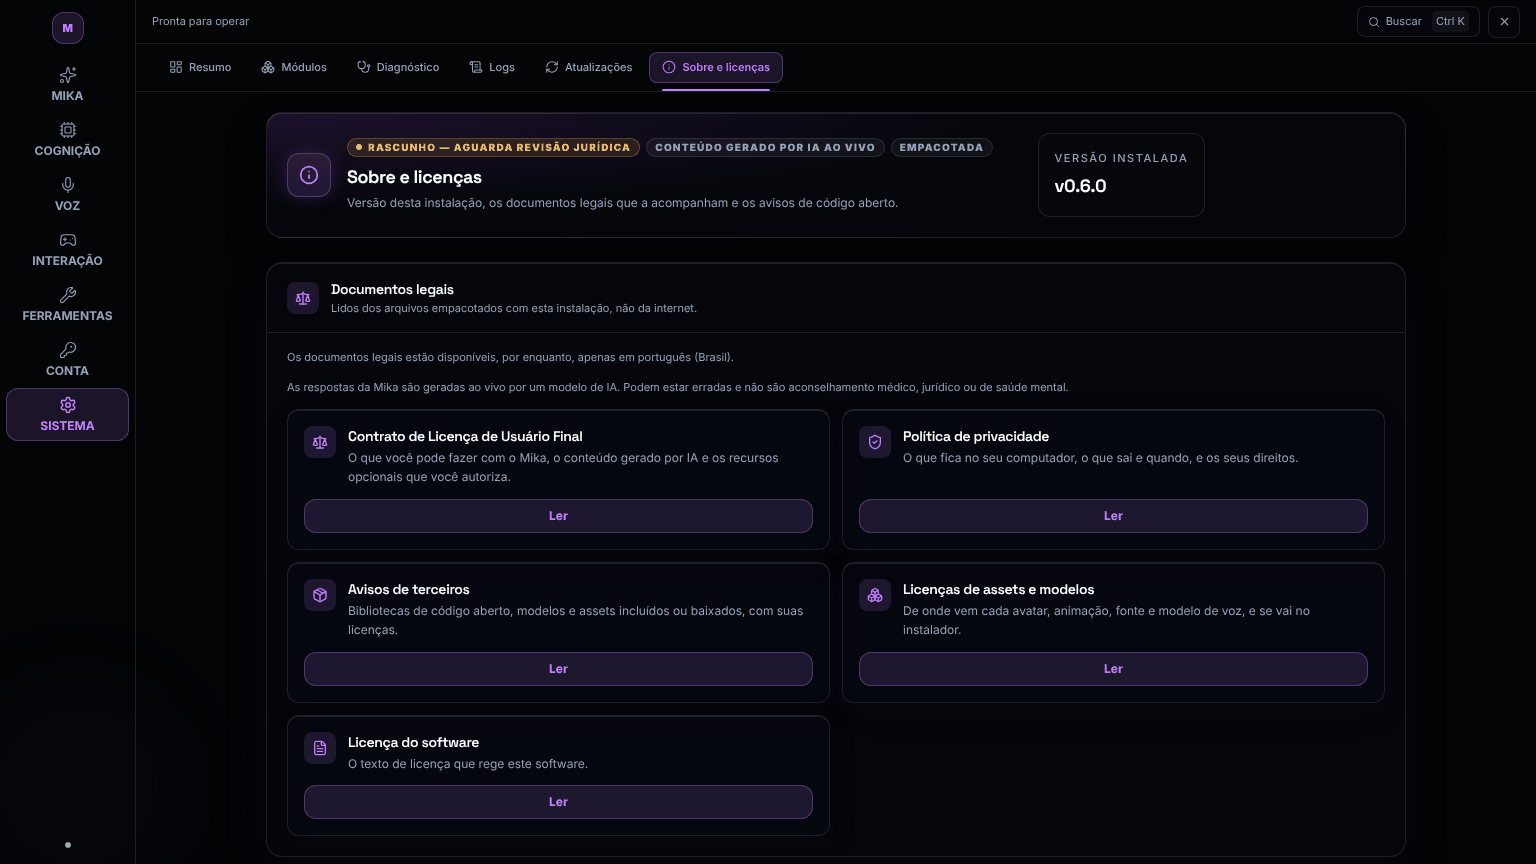 M
Pronta para operar
Buscar Ctrl K
MIKA
COGNIÇÃO
VOZ
INTERAÇÃO
FERRAMENTAS
CONTA
SISTEMA
Resumo
Módulos
Diagnóstico
Logs
Atualizações
Sobre e licenças
RASCUNHO — AGUARDA REVISÃO JURÍDICA
CONTEÚDO GERADO POR IA AO VIVO
EMPACOTADA
Sobre e licenças
Versão desta instalação, os documentos legais que a acompanham e os avisos de código aberto.
VERSÃO INSTALADA
v0.6.0
Documentos legais
Lidos dos arquivos empacotados com esta instalação, não da internet.
Os documentos legais estão disponíveis, por enquanto, apenas em português (Brasil).
As respostas da Mika são geradas ao vivo por um modelo de IA. Podem estar erradas e não são aconselhamento médico, jurídico ou de saúde mental.
Contrato de Licença de Usuário Final
O que você pode fazer com o Mika, o conteúdo gerado por IA e os recursos
opcionais que você autoriza.
Ler
Política de privacidade
O que fica no seu computador, o que sai e quando, e os seus direitos.
Ler
Avisos de terceiros
Bibliotecas de código aberto, modelos e assets incluídos ou baixados, com suas
licenças.
Ler
Licenças de assets e modelos
De onde vem cada avatar, animação, fonte e modelo de voz, e se vai no
instalador.
Ler
Licença do software
O texto de licença que rege este software.
Ler